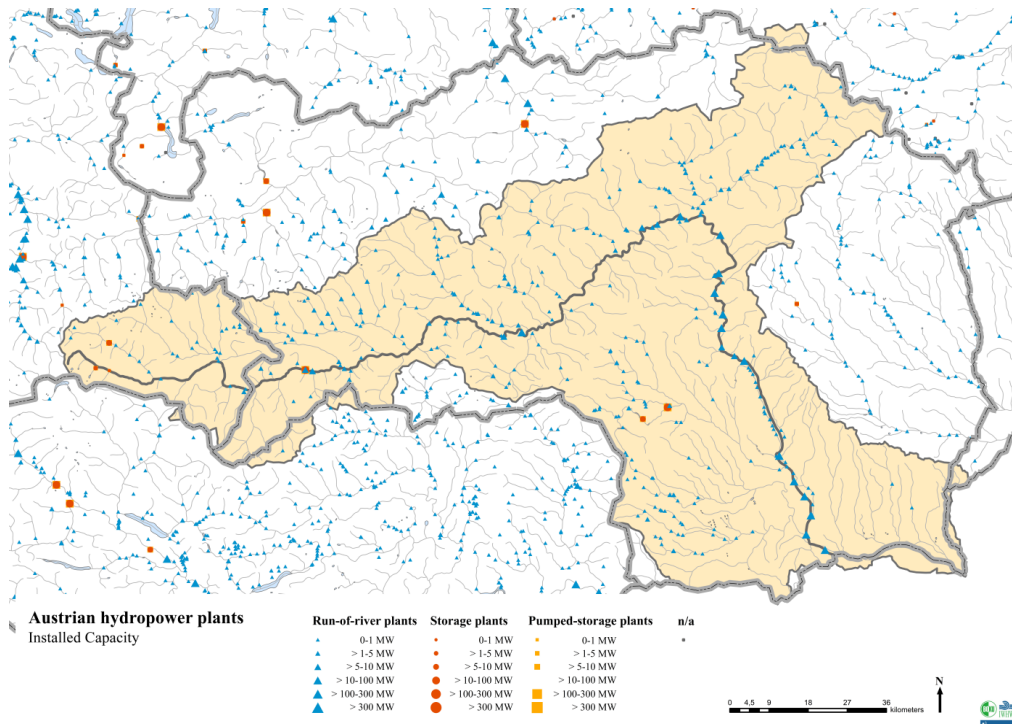 Austrian hydropower plants
Installed Capacity
Run-of-river plants
0-1 MW
> 1-5 MW
> 5-10 MW
> 10-100 MW
> 100-300 MW
> 300 MW
Storage plants
0-1 MW
> 1-5 MW
> 5-10 MW
> 10-100 MW
> 100-300 MW
> 300 MW
Pumped-storage plants
0-1 MW
> 1-5 MW
> 5-10 MW
> 10-100 MW
> 100-300 MW
> 300 MW
n/a
N
0 4,5 9 18 27 36
kilometers